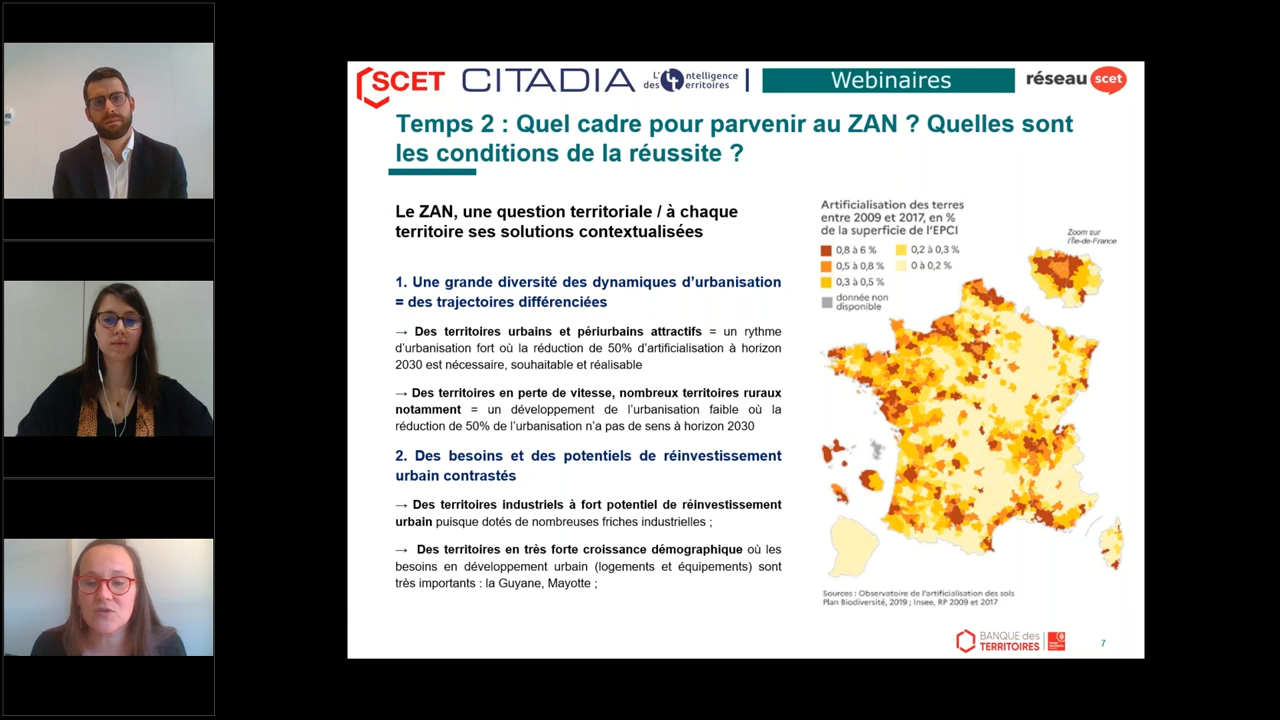 SCET
CITADIA
L'intelligence
des territoires
Webinaires
réseau scet
Temps 2 : Quel cadre pour parvenir au ZAN ? Quelles sont
les conditions de la réussite ?
Le ZAN, une question territoriale / à chaque
territoire ses solutions contextualisées
1. Une grande diversité des dynamiques d’urbanisation
= des trajectoires différenciées
→ Des territoires urbains et périurbains attractifs = un rythme
d’urbanisation fort où la réduction de 50% d’artificialisation à horizon
2030 est nécessaire, souhaitable et réalisable
→ Des territoires en perte de vitesse, nombreux territoires ruraux
notamment = un développement de l’urbanisation faible où la
réduction de 50% de l’urbanisation n’a pas de sens à horizon 2030
2. Des besoins et des potentiels de réinvestissement
urbain contrastés
→ Des territoires industriels à fort potentiel de réinvestissement
urbain puisque dotés de nombreuses friches industrielles ;
→ Des territoires en très forte croissance démographique où les
besoins en développement urbain (logements et équipements) sont
très importants : la Guyane, Mayotte ;
Artificialisation des terres
entre 2009 et 2017, en %
de la superficie de l'EPCI
0,8 à 6 %
0,2 à 0,3 %
0,5 à 0,8 %
0 à 0,2 %
0,3 à 0,5 %
donnée non
disponible
Zoom sur
l'Île-de-France
Sources : Observatoire de l'artificialisation des sols
Plan Biodiversité, 2019 ; Insee, RP 2009 et 2017
BANQUE des
TERRITOIRES
7